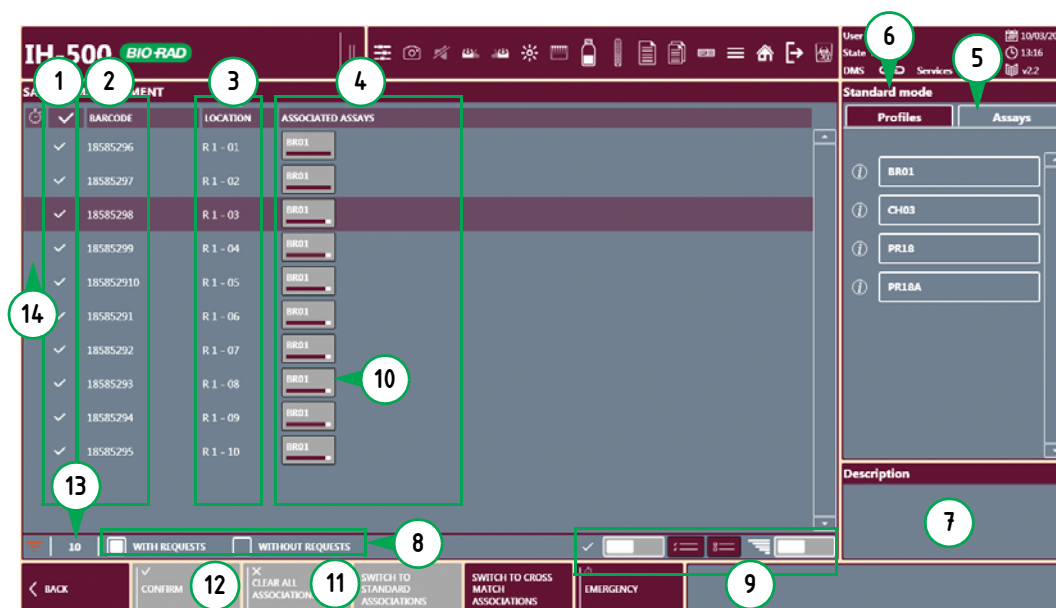 IH-500 BIO-RAD
User
State
DMS Services
10/03/20
13:16
v2.2
6
5
1
2
3
4
SA MENT
Standard mode
Profiles Assays
BARCODE LOCATION ASSOCIATED ASSAYS
18585296 R 1 - 01 BR01
18585297 R 1 - 02 BR01
18585298 R 1 - 03 BR01
18585299 R 1 - 04 BR01
185852910 R 1 - 05 BR01
18585291 R 1 - 06 BR01
18585292 R 1 - 07 BR01
18585293 R 1 - 08 BR01
18585294 R 1 - 09 BR01
18585295 R 1 - 10 BR01
i BR01
i CH03
i PR18
i PR18A
14
10
13
Description
7
10 WITH REQUESTS WITHOUT REQUESTS
8
9
BACK
CONFIRM
12
CLEAR ALL
ASSOCIATION
11
SWITCH TO
STANDARD
ASSOCIATIONS
SWITCH TO CROSS
MATCH
ASSOCIATIONS
EMERGENCY